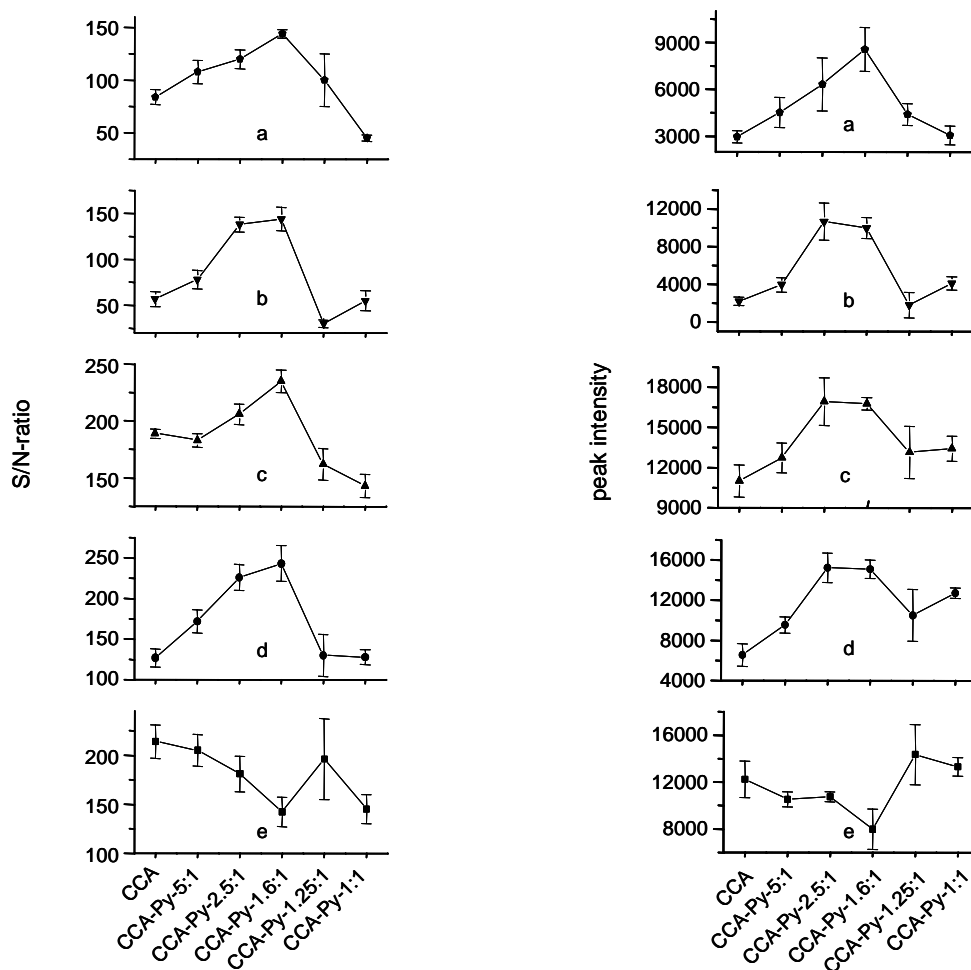 150
100
50
a
150
100
50
b
250
200
150
c
250
200
150
100
d
200
150
100
e
S/N-ratio
CCA
CCA-Py-5:1
CCA-Py-2.5:1
CCA-Py-1.6:1
CCA-Py-1.25:1
CCA-Py-1:1
9000
6000
3000
a
12000
8000
4000
0
b
18000
15000
12000
9000
c
16000
12000
8000
4000
d
16000
12000
8000
e
peak intensity
CCA
CCA-Py-5:1
CCA-Py-2.5:1
CCA-Py-1.6:1
CCA-Py-1.25:1
CCA-Py-1:1